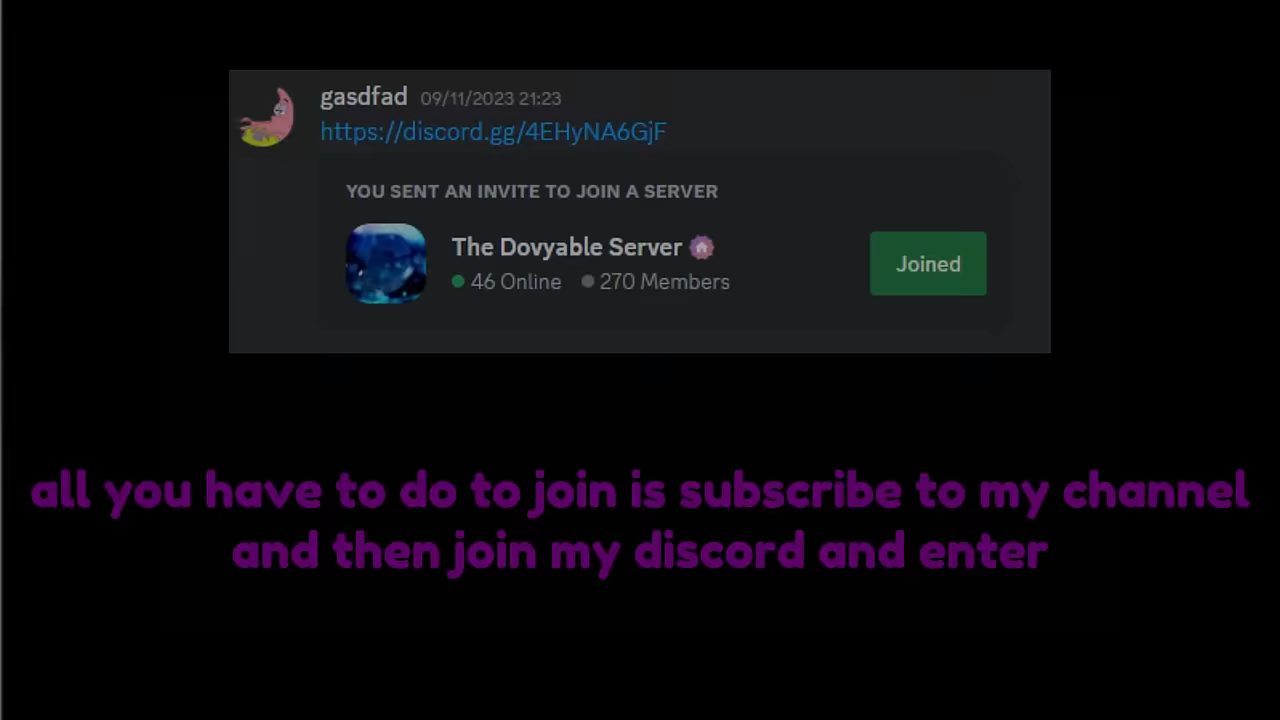 gasdfad 09/11/2023 21:23
https://discord.gg/4EHyNA6GjF
YOU SENT AN INVITE TO JOIN A SERVER
The Dovyable Server
46 Online 270 Members
Joined
all you have to do to join is subscribe to my channel
and then join my discord and enter